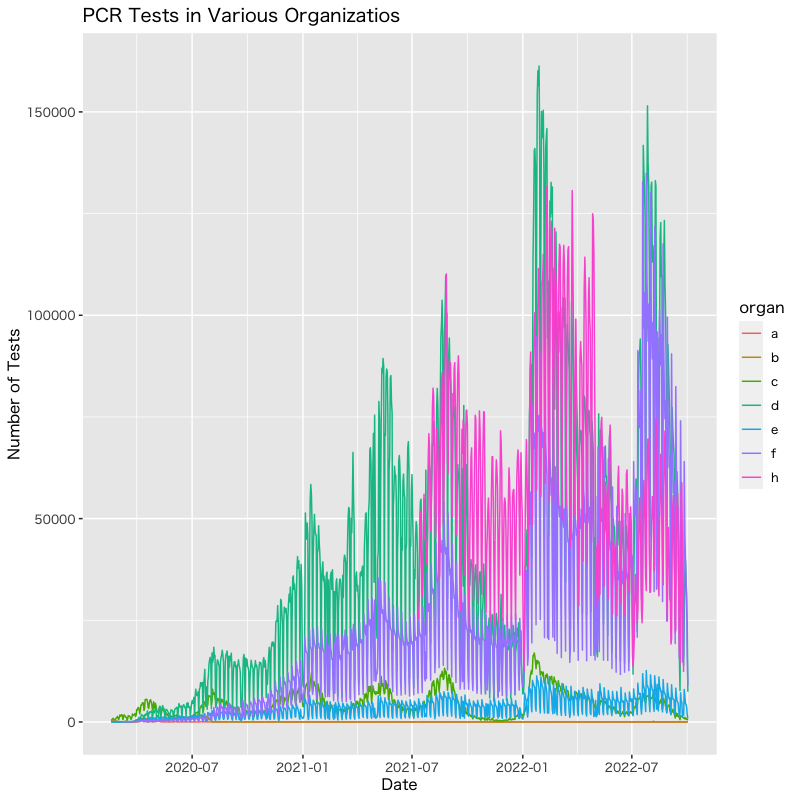 PCR Tests in Various Organizatios
150000
100000
50000
0
Number of Tests
2020-07
2021-01
2021-07
2022-01
2022-07
Date
organ
a
b
c
d
e
f
h